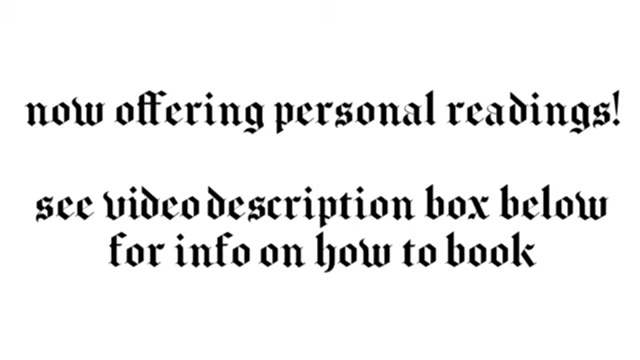 now offering personal readings!
see video description box below
for info on how to book